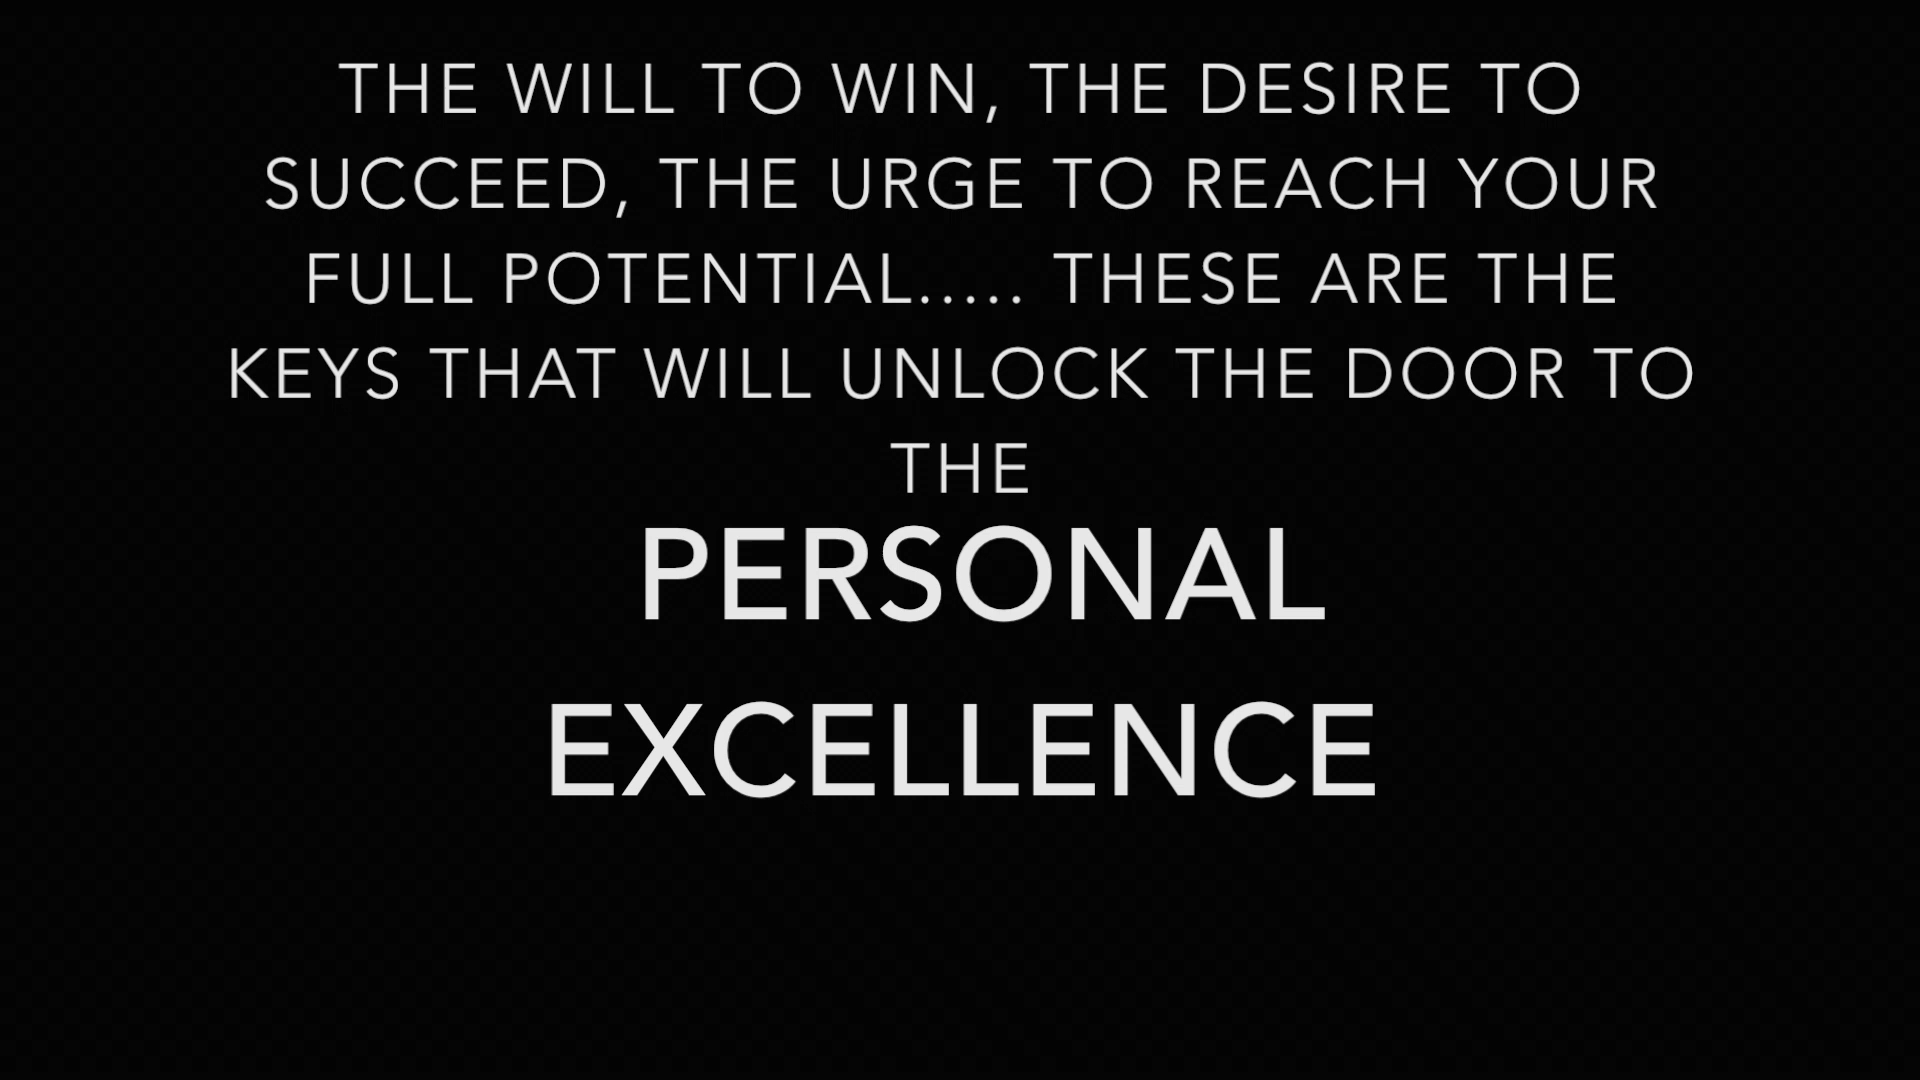 THE WILL TO WIN, THE DESIRE TO
SUCCEED, THE URGE TO REACH YOUR
FULL POTENTIAL..... THESE ARE THE
KEYS THAT WILL UNLOCK THE DOOR TO
THE
PERSONAL
EXCELLENCE